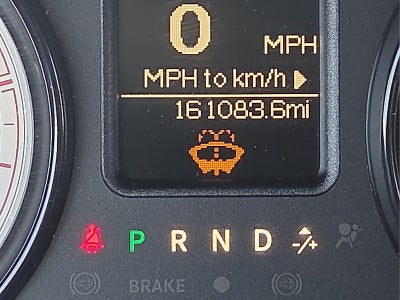 0 MPH
MPH to km/h
161083.6mi
P R N D -/+
BRAKE